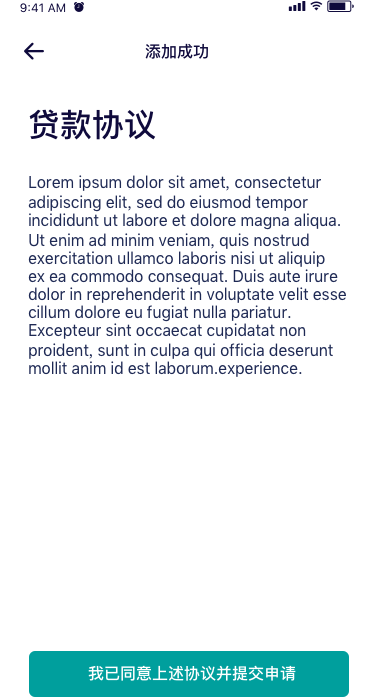 9:41 AM
添加成功
贷款协议
Lorem ipsum dolor sit amet, consectetur
adipiscing elit, sed do eiusmod tempor
incididunt ut labore et dolore magna aliqua.
Ut enim ad minim veniam, quis nostrud
exercitation ullamco laboris nisi ut aliquip
ex ea commodo consequat. Duis aute irure
dolor in reprehenderit in voluptate velit esse
cillum dolore eu fugiat nulla pariatur.
Excepteur sint occaecat cupidatat non
proident, sunt in culpa qui officia deserunt
mollit anim id est laborum.experience.
我已同意上述协议并提交申请